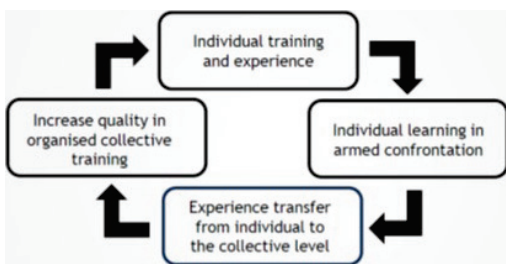 Individual training
and experience
Individual learning in
armed confrontation
Experience transfer
from individual to
the collective level
Increase quality in
organised collective
training